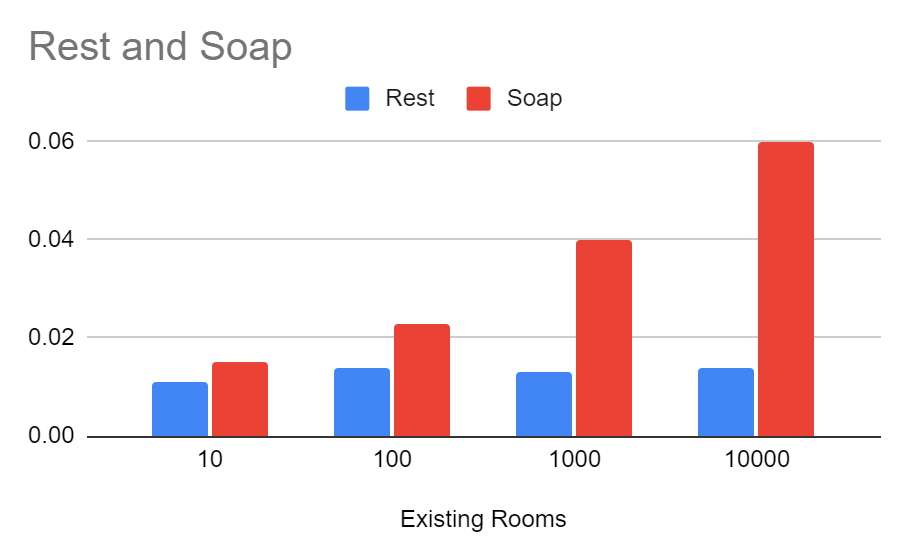 Rest and Soap
Rest Soap
0.06
0.04
0.02
0.00
10 100 1000 10000
Existing Rooms